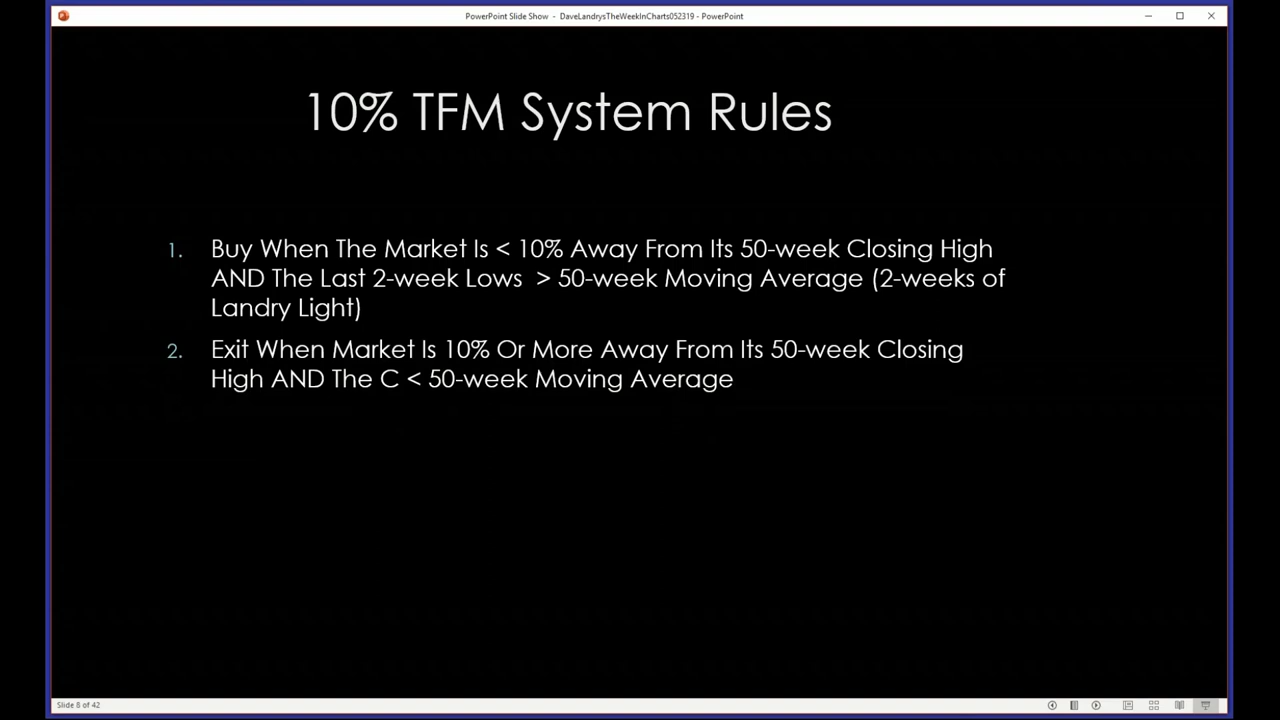 PowerPoint Slide Show - DaveLandrysTheWeekInCharts052319 - PowerPoint
10% TFM System Rules
1. Buy When The Market Is < 10% Away From Its 50-week Closing High
AND The Last 2-week Lows > 50-week Moving Average (2-weeks of
Landry Light)
2. Exit When Market Is 10% Or More Away From Its 50-week Closing
High AND The C < 50-week Moving Average
Slide 8 of 42